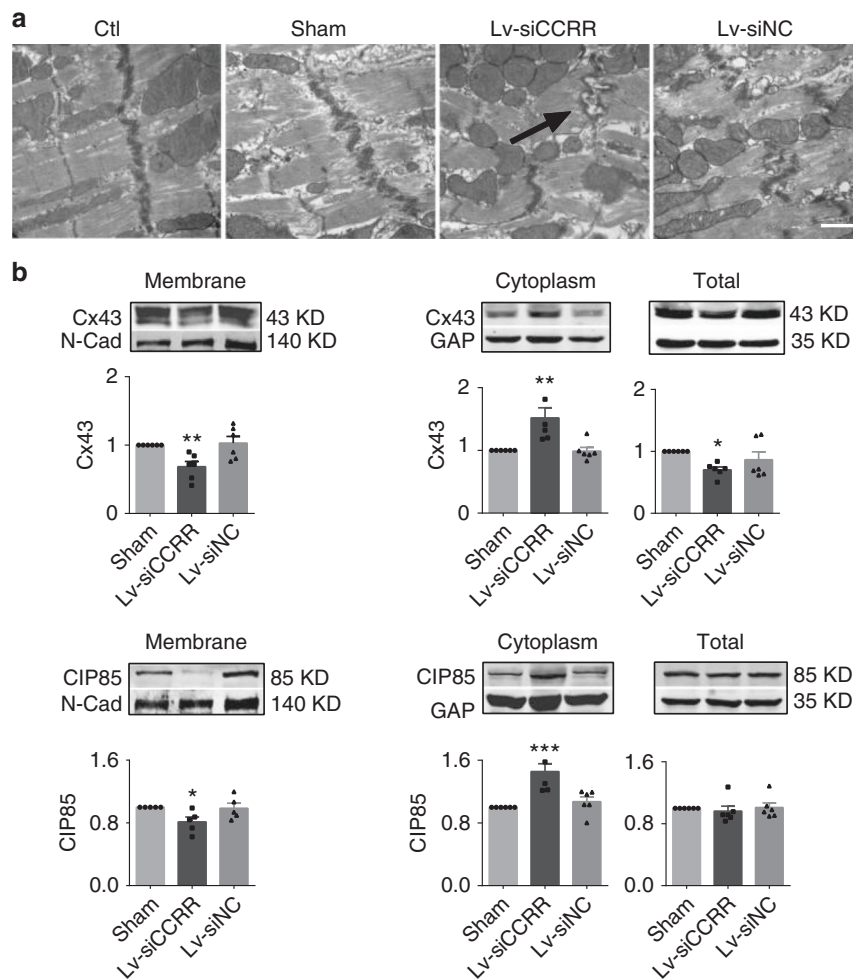 a
Ctl Sham Lv-siCCRR Lv-siNC
b
Membrane
Cx43 43 KD
N-Cad 140 KD
Cx43
2
1
0
**
Sham Lv-siCCRR Lv-siNC
Cytoplasm Total
Cx43 43 KD
GAP 35 KD
Cx43
2
1
0
**
Sham Lv-siCCRR Lv-siNC
2
1
0
*
Sham Lv-siCCRR Lv-siNC
Membrane
CIP85 85 KD
N-Cad 140 KD
CIP85
1.6
0.8
0.0
*
Sham Lv-siCCRR Lv-siNC
Cytoplasm Total
CIP85 85 KD
GAP 35 KD
CIP85
1.6
0.8
0.0
***
Sham Lv-siCCRR Lv-siNC
1.6
0.8
0.0
Sham Lv-siCCRR Lv-siNC